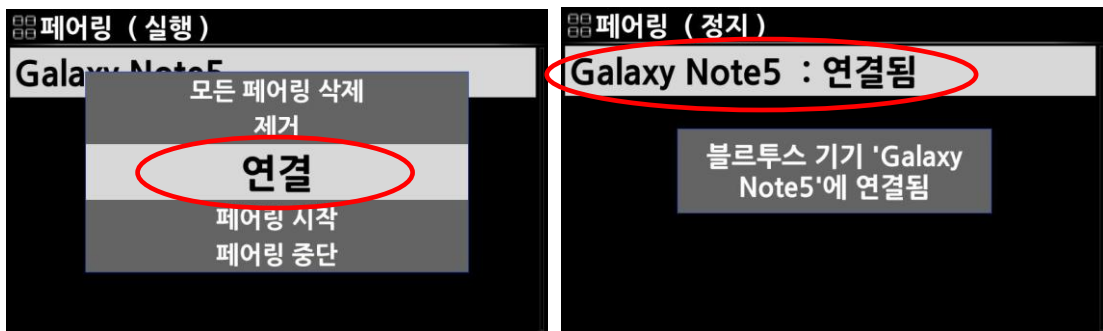 페어링 (실행)
Galaxy Note5
모든 페어링 삭제
제거
연결
페어링 시작
페어링 중단
페어링 (정지)
Galaxy Note5 : 연결됨
블르투스 기기 'Galaxy
Note5'에 연결됨